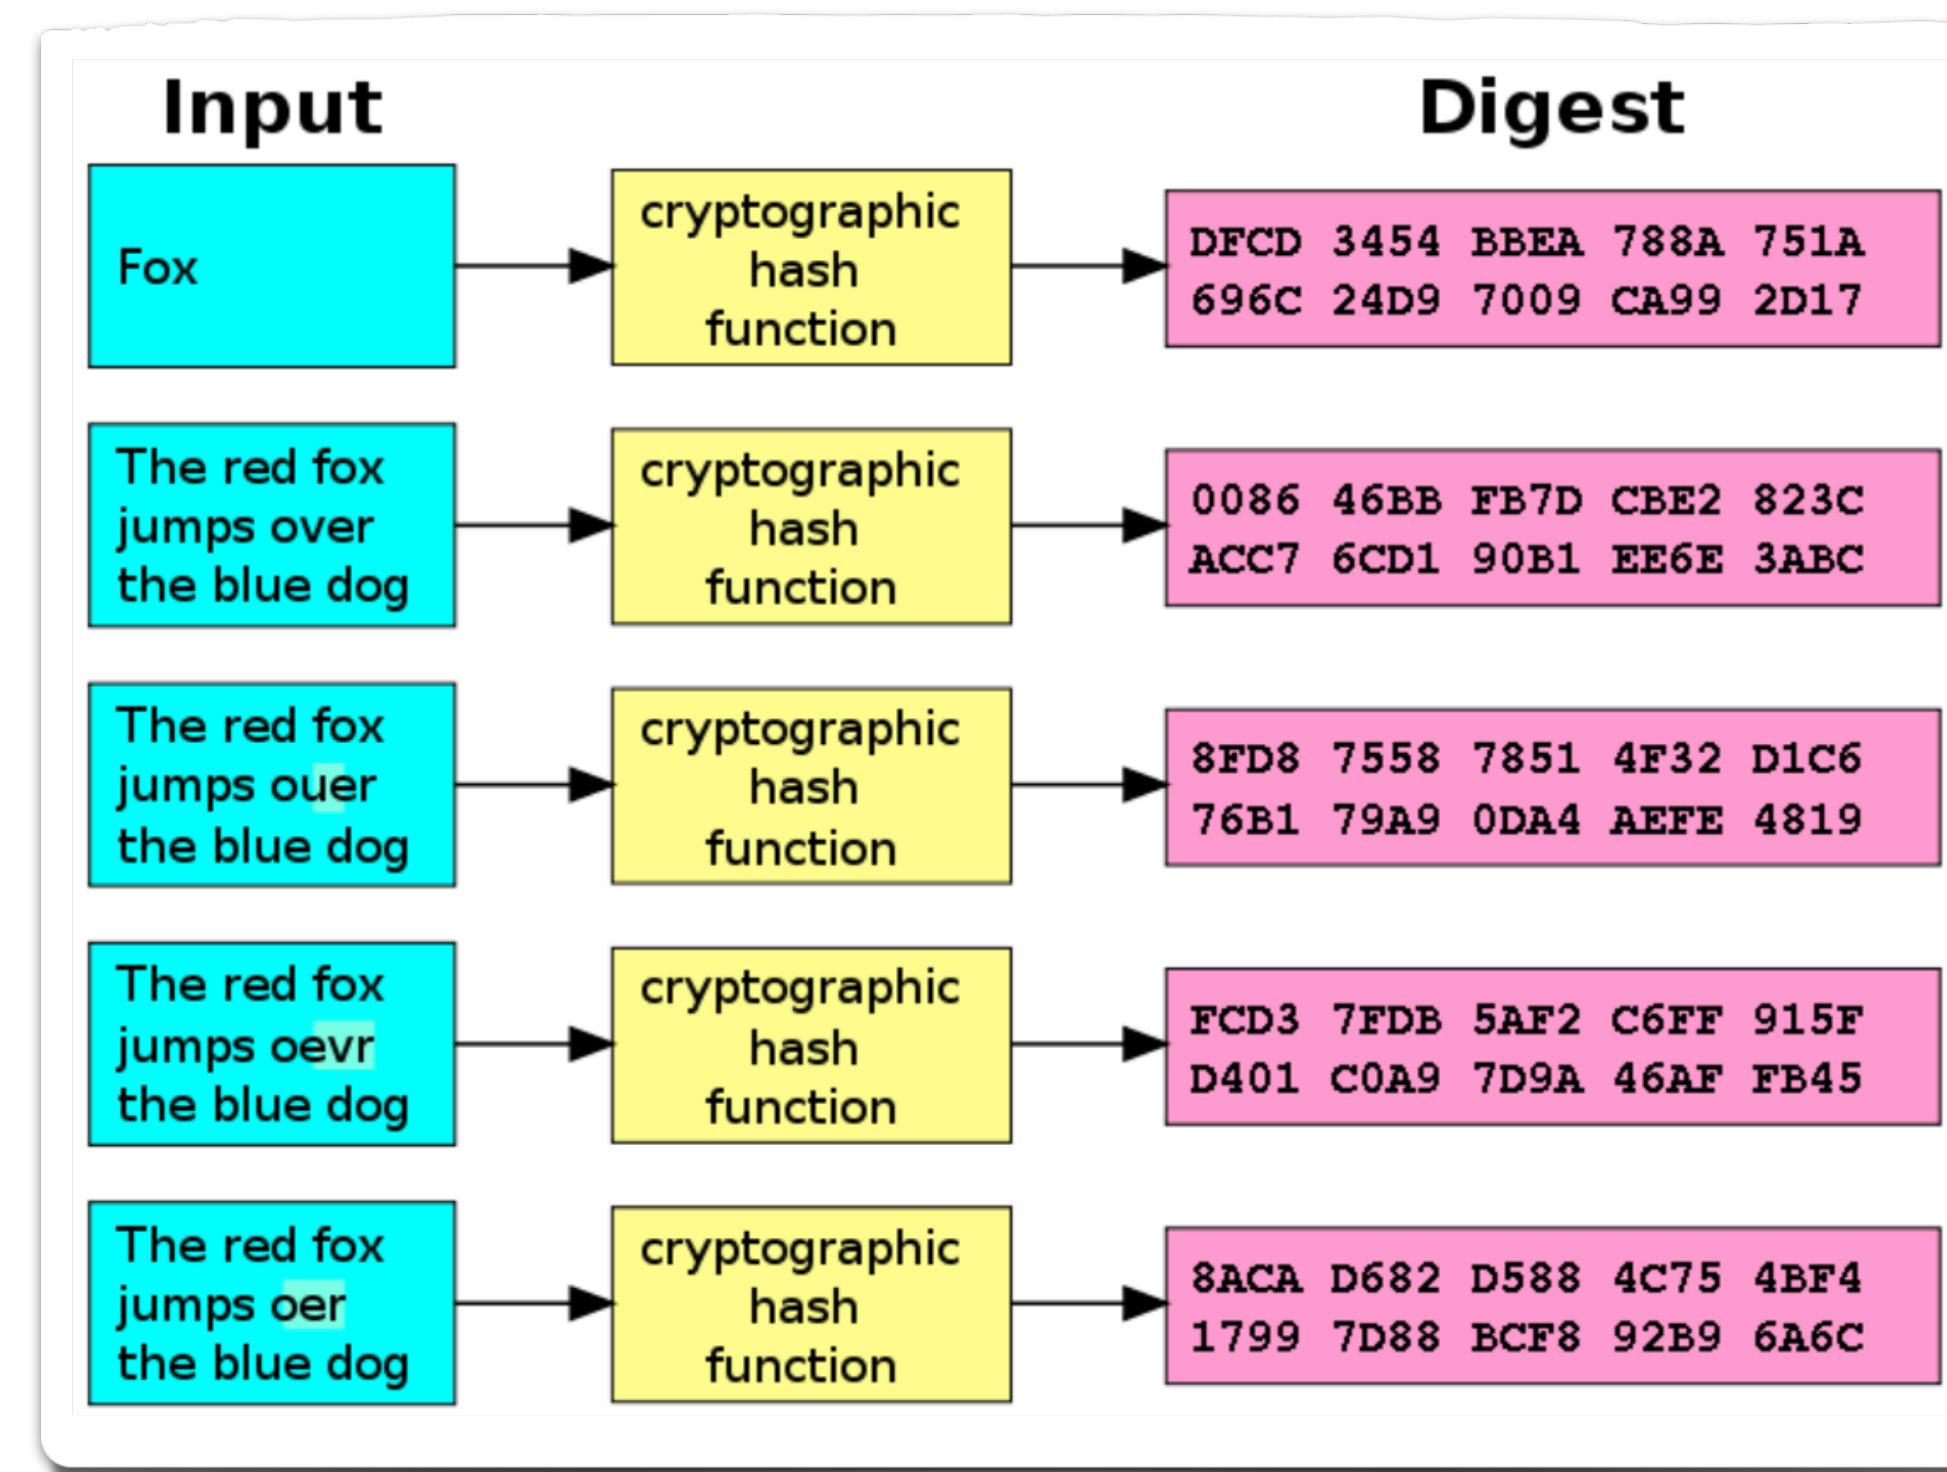 Input
Digest
Fox
cryptographic
hash
function
DFCD 3454 BBEA 788A 751A
696C 24D9 7009 CA99 2D17
The red fox
jumps over
the blue dog
cryptographic
hash
function
0086 46BB FB7D CBE2 823C
ACC7 6CD1 90B1 EE6E 3ABC
The red fox
jumps ouer
the blue dog
cryptographic
hash
function
8FD8 7558 7851 4F32 D1C6
76B1 79A9 0DA4 AEFE 4819
The red fox
jumps oevr
the blue dog
cryptographic
hash
function
FCD3 7FDB 5AF2 C6FF 915F
D401 C0A9 7D9A 46AF FB45
The red fox
jumps oer
the blue dog
cryptographic
hash
function
8ACA D682 D588 4C75 4BF4
1799 7D88 BCF8 92B9 6A6C